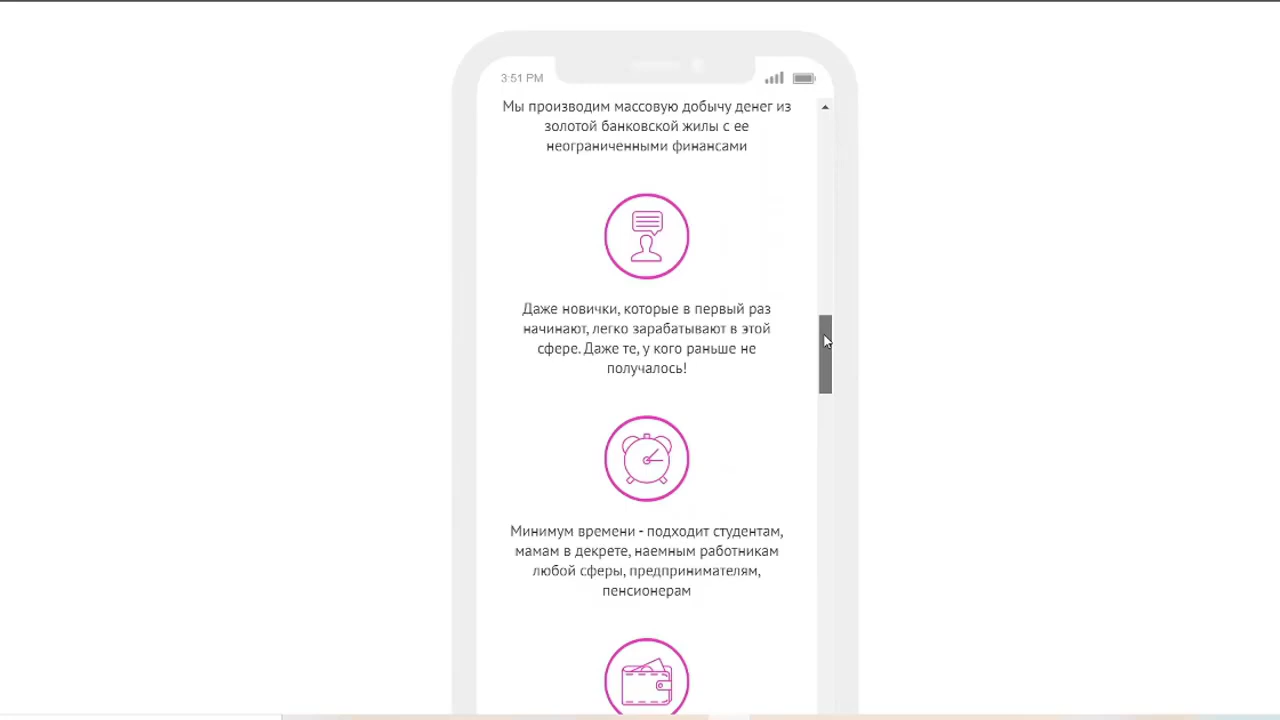 3:51 PM
Мы производим массовую добычу денег из
золотой банковской жилы с ее
неограниченными финансами
Даже новички, которые в первый раз
начинают, легко зарабатывают в этой
сфере. Даже те, у кого раньше не
получалось!
Минимум времени - подходит студентам,
мамам в декрете, наемным работникам
любой сферы, предпринимателям,
пенсионерам